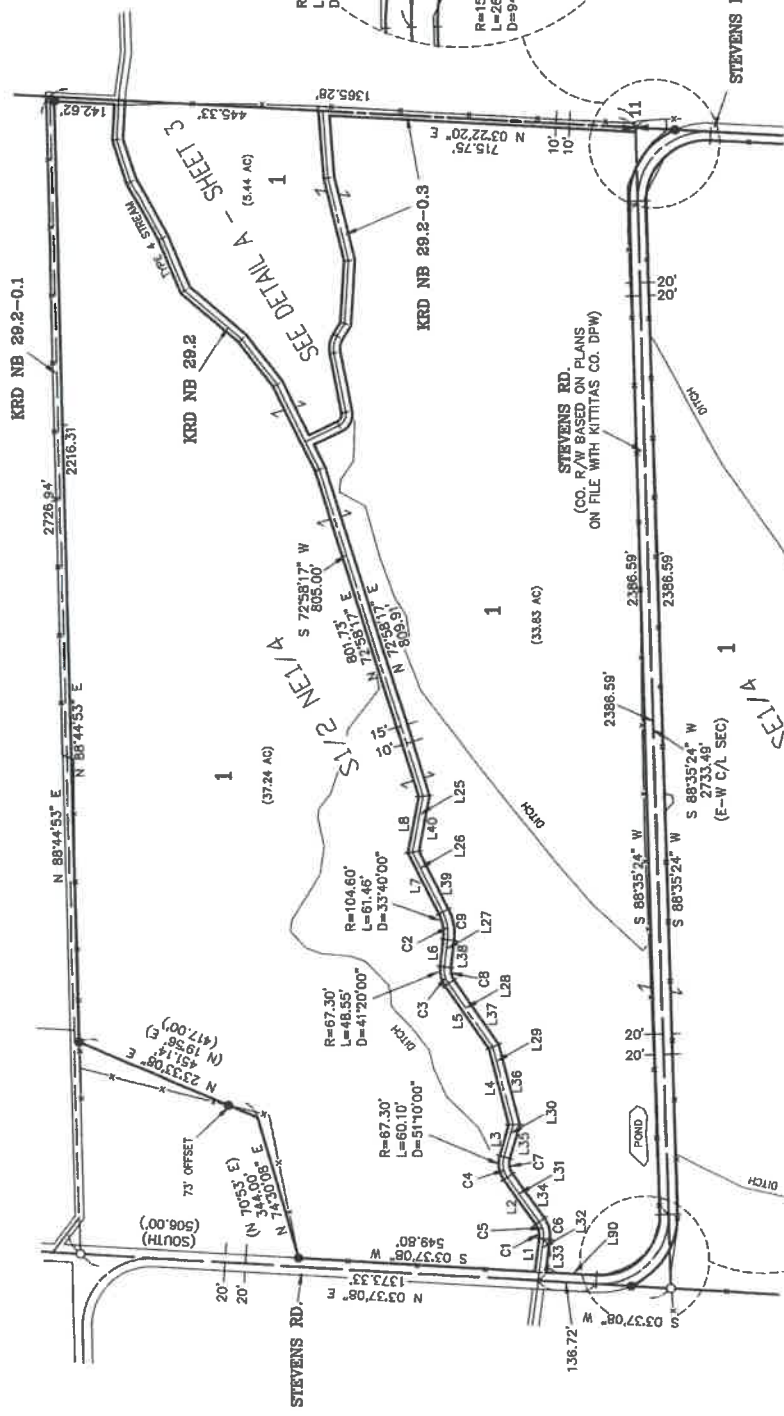 KRD NB 29.2-0.1
2726.94'
2216.31'
N 88°44'53" E
N 88°44'53" E
142.62'
445.33'
1365.28'
N 03°22'20" E
715.75'
10'
10'
11
TYPE 4 STREAM
KRD NB 29.2
SEE DETAIL A - SHEET 3
1
(5.44 AC)
KRD NB 29.2-0.3
S 72°58'17" W
805.00'
801.73'
N 72°58'17" E
N 72°58'17" E
809.91'
15'
10'
S1/2 NE1/4
1
(37.24 AC)
1
(33.63 AC)
DITCH
DITCH
DITCH
DITCH
STEVENS RD.
(CO. R/W BASED ON PLANS
ON FILE WITH KITTITAS CO. DPW)
20'
20'
2386.59'
2386.59'
2386.59'
S 88°35'24" W
2733.49'
(E-W C/L SEC)
1
SE1/4
S 88°35'24" W
S 88°35'24" W
20'
20'
POND
R=104.60'
L=61.46'
D=33°40'00"
R=67.30'
L=48.55'
D=41°20'00"
R=67.30'
L=60.10'
D=51°10'00"
L8
L40
L25
L7
L26
L39
C2
C9
L6
L38
L27
C3
C8
L5
L28
L37
L29
L4
L36
L30
L3
L35
C4
C7
L2
L31
L34
C5
C6
C1
L32
L1
L33
L90
N 23°33'08" E
451.14'
(N 19°56' E)
(417.00')
73' OFFSET
(N 70°53' E)
344.00'
N 74°30'08" E
(SOUTH)
(506.00')
20'
20'
STEVENS RD.
S 03°37'08" W
549.80'
N 03°37'08" E
1373.33'
136.72'
S 03°37'08" W
R=15
L=26
D=94
STEVENS